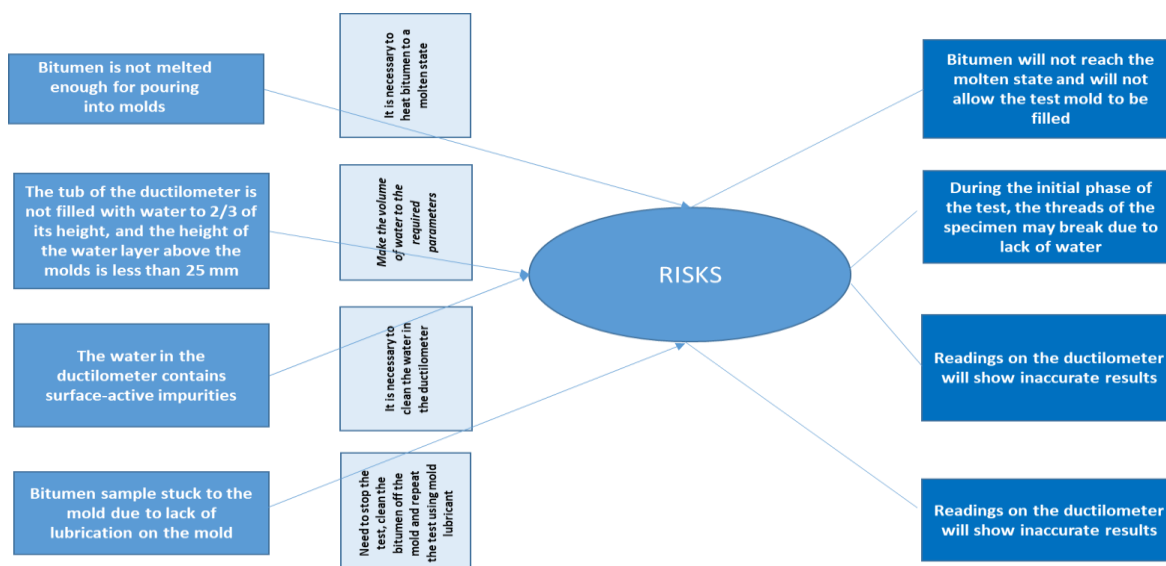 Bitumen is not melted
enough for pouring
into molds
The tub of the ductilometer is
not filled with water to 2/3 of
its height, and the height of
the water layer above the
molds is less than 25 mm
The water in the
ductilometer contains
surface-active impurities
Bitumen sample stuck to the
mold due to lack of
lubrication on the mold
It is necessary to
heat bitumen to a
molten state
Make the volume
of water to the
required
parameters
It is necessary to
clean the water in
the ductilometer
Need to stop the
test, clean the
bitumen off the
mold and repeat
the test using mold
lubricant
RISKS
Bitumen will not reach the
molten state and will not
allow the test mold to be
filled
During the initial phase of
the test, the threads of the
specimen may break due to
lack of water
Readings on the ductilometer
will show inaccurate results
Readings on the ductilometer
will show inaccurate results